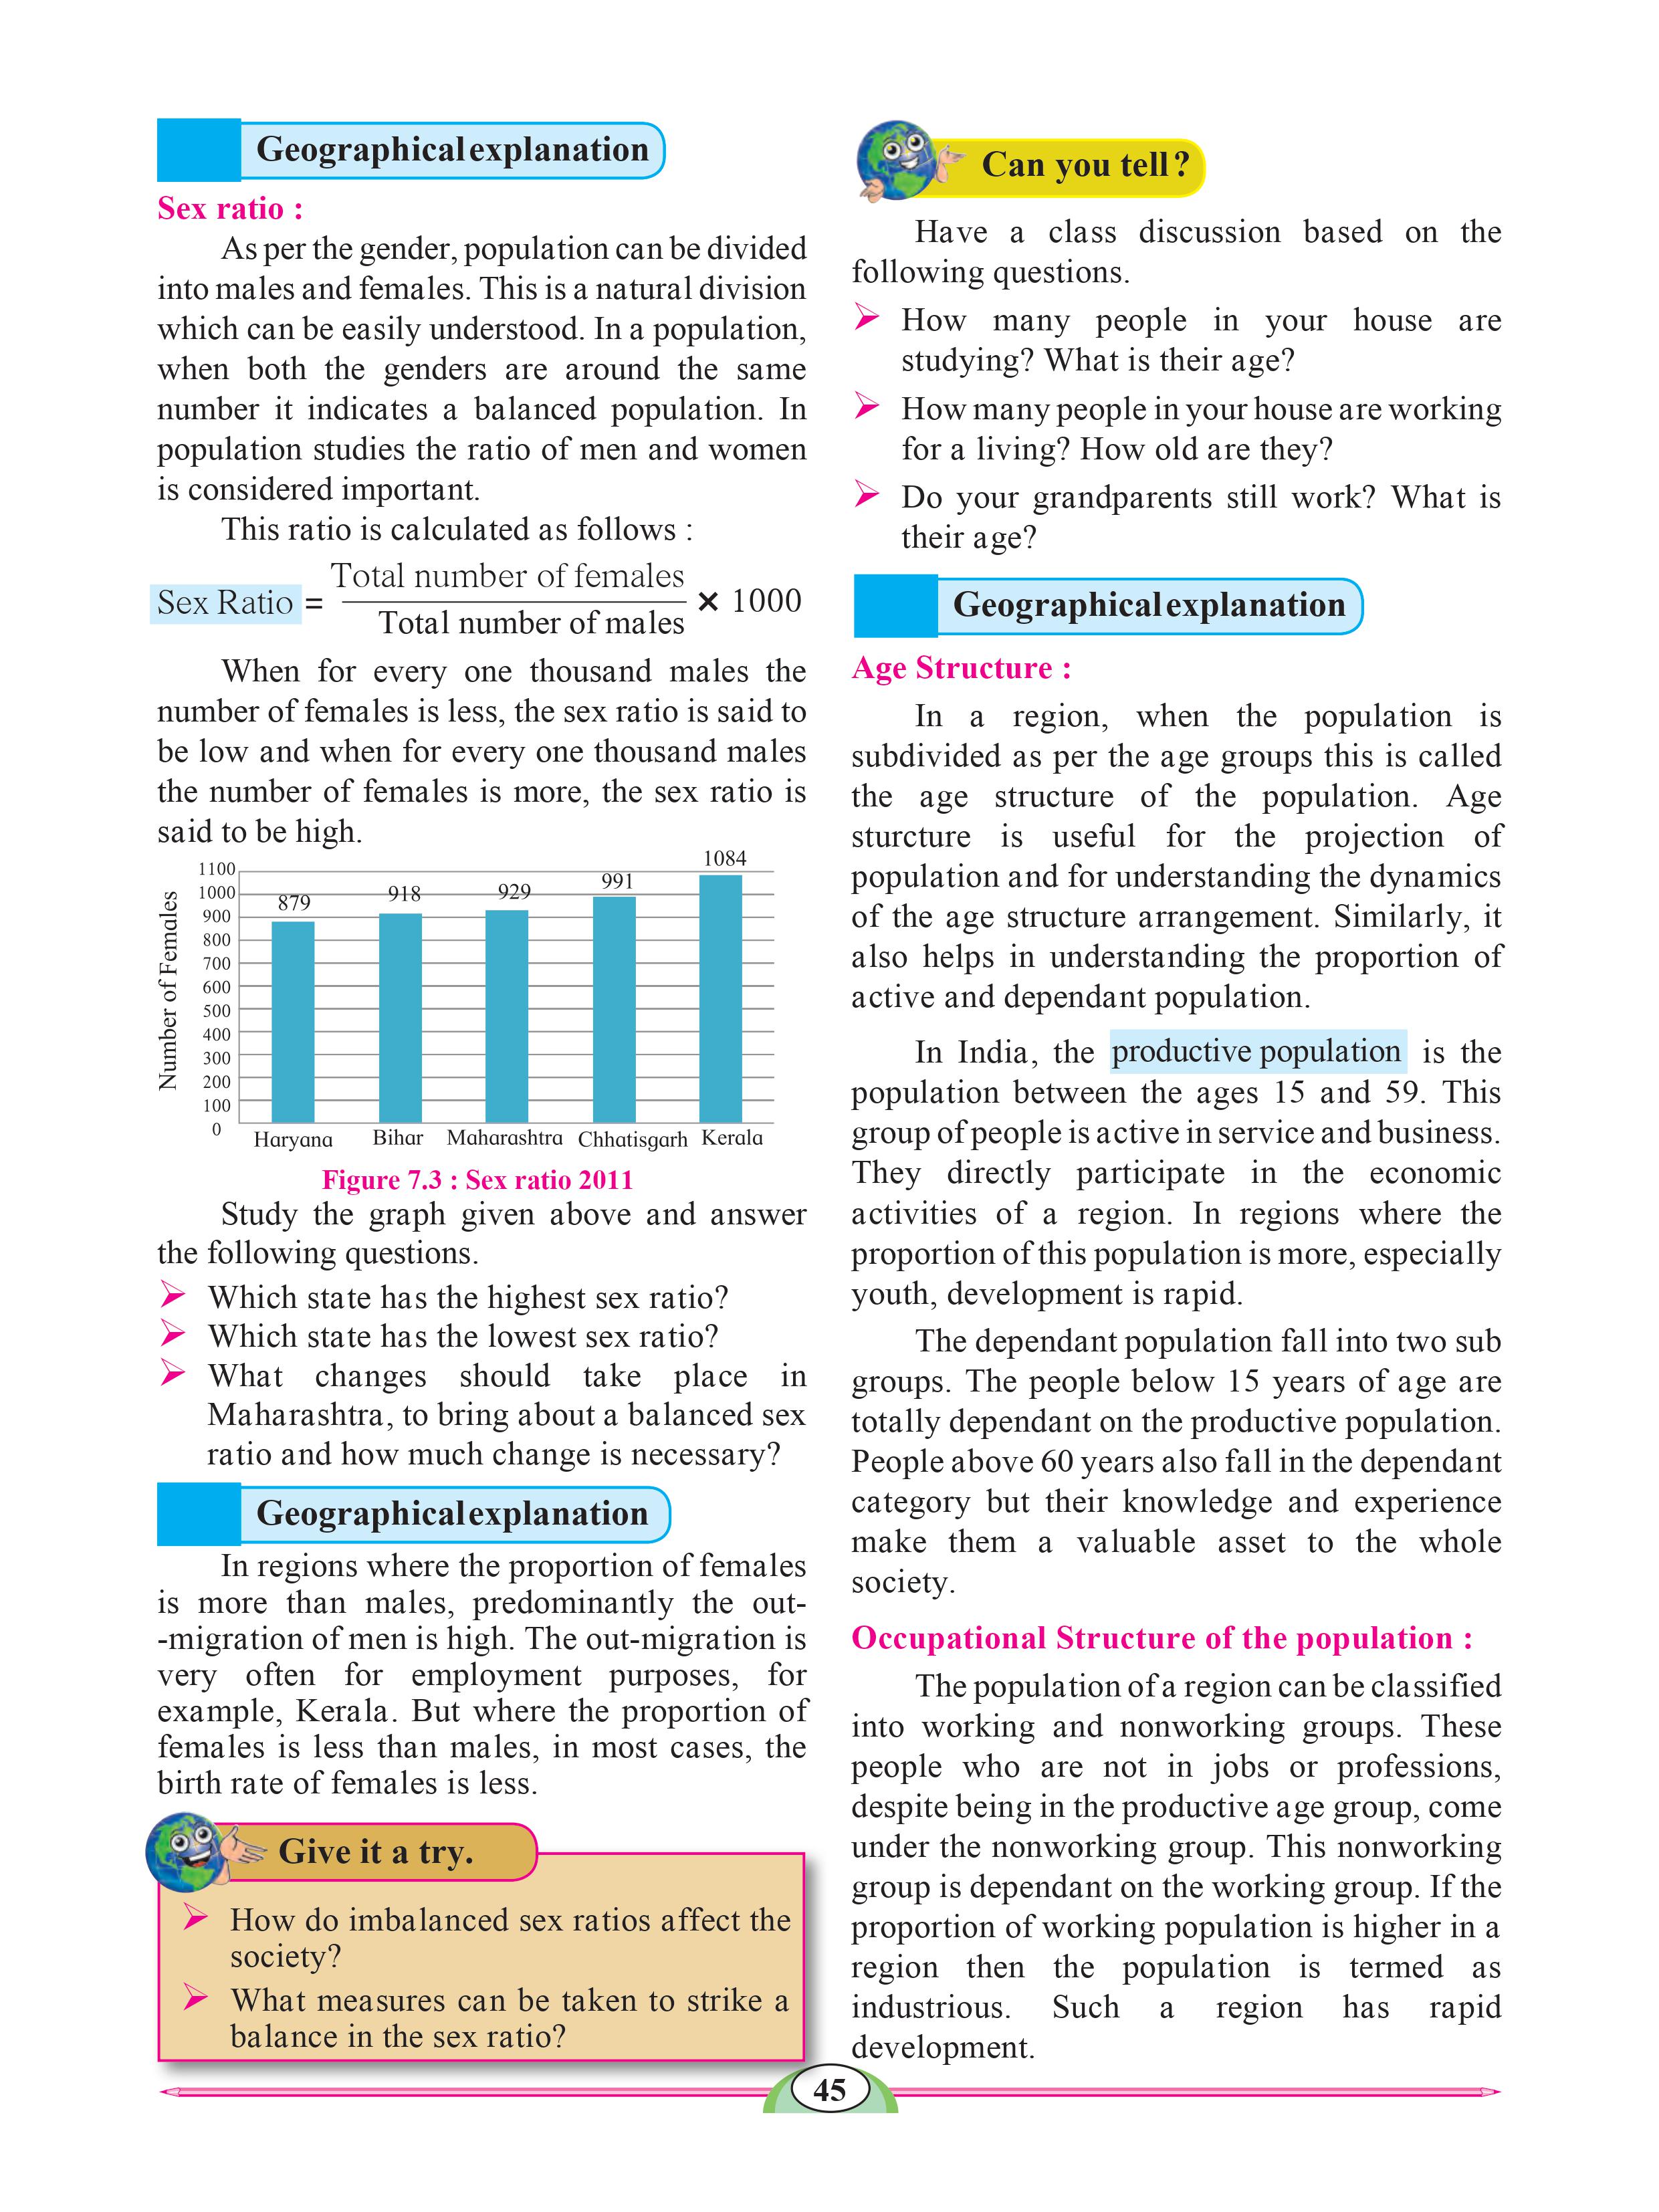 Geographical explanation
Sex ratio :
As per the gender, population can be divided
into males and females. This is a natural division
which can be easily understood. In a population,
when both the genders are around the same
number it indicates a balanced population. In
population studies the ratio of men and women
is considered important.
This ratio is calculated as follows :
Sex Ratio = Total number of females / Total number of males × 1000
When for every one thousand males the
number of females is less, the sex ratio is said to
be low and when for every one thousand males
the number of females is more, the sex ratio is
said to be high.
Number of Females
1100
1000
900
800
700
600
500
400
300
200
100
0
879
918
929
991
1084
Haryana Bihar Maharashtra Chhatisgarh Kerala
Figure 7.3 : Sex ratio 2011
Study the graph given above and answer
the following questions.
➢ Which state has the highest sex ratio?
➢ Which state has the lowest sex ratio?
➢ What changes should take place in
Maharashtra, to bring about a balanced sex
ratio and how much change is necessary?
Geographical explanation
In regions where the proportion of females
is more than males, predominantly the out-
-migration of men is high. The out-migration is
very often for employment purposes, for
example, Kerala. But where the proportion of
females is less than males, in most cases, the
birth rate of females is less.
Give it a try.
➢ How do imbalanced sex ratios affect the
society?
➢ What measures can be taken to strike a
balance in the sex ratio?
Can you tell ?
Have a class discussion based on the
following questions.
➢ How many people in your house are
studying? What is their age?
➢ How many people in your house are working
for a living? How old are they?
➢ Do your grandparents still work? What is
their age?
Geographical explanation
Age Structure :
In a region, when the population is
subdivided as per the age groups this is called
the age structure of the population. Age
sturcture is useful for the projection of
population and for understanding the dynamics
of the age structure arrangement. Similarly, it
also helps in understanding the proportion of
active and dependant population.
In India, the productive population is the
population between the ages 15 and 59. This
group of people is active in service and business.
They directly participate in the economic
activities of a region. In regions where the
proportion of this population is more, especially
youth, development is rapid.
The dependant population fall into two sub
groups. The people below 15 years of age are
totally dependant on the productive population.
People above 60 years also fall in the dependant
category but their knowledge and experience
make them a valuable asset to the whole
society.
Occupational Structure of the population :
The population of a region can be classified
into working and nonworking groups. These
people who are not in jobs or professions,
despite being in the productive age group, come
under the nonworking group. This nonworking
group is dependant on the working group. If the
proportion of working population is higher in a
region then the population is termed as
industrious. Such a region has rapid
development.
45